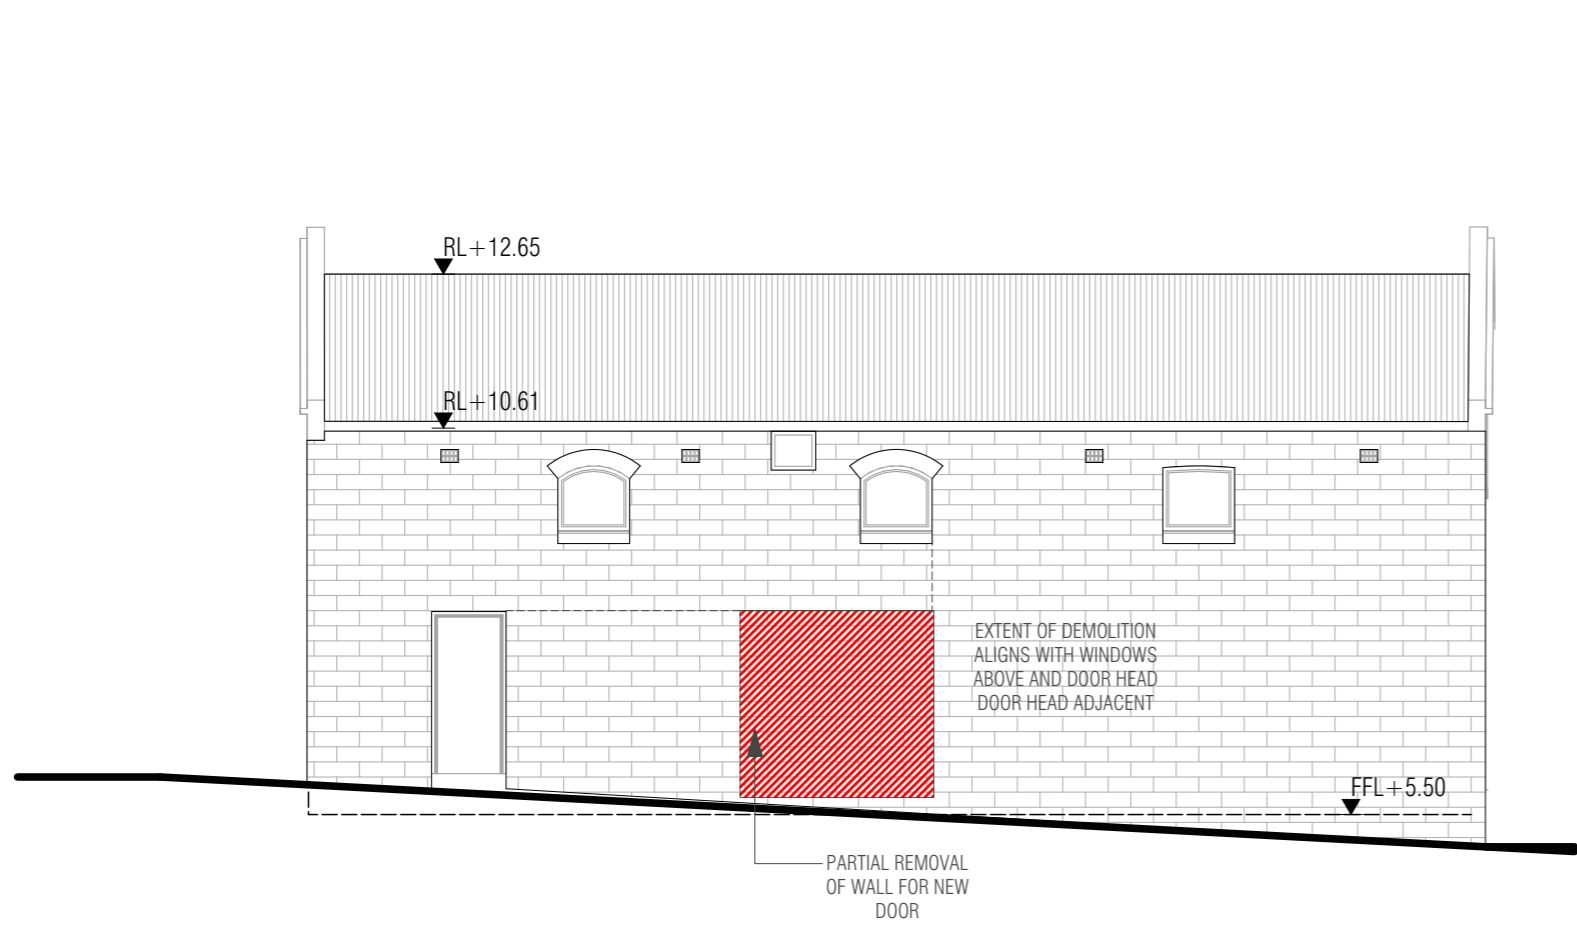 RL+12.65
RL+10.61
EXTENT OF DEMOLITION
ALIGNS WITH WINDOWS
ABOVE AND DOOR HEAD
DOOR HEAD ADJACENT
FFL+5.50
PARTIAL REMOVAL
OF WALL FOR NEW
DOOR